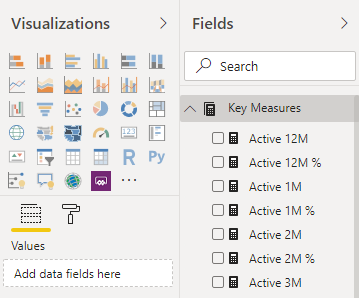 Visualizations
R
Py
123
Values
Add data fields here
Fields
Search
Key Measures
Active 12M
Active 12M %
Active 1M
Active 1M %
Active 2M
Active 2M %
Active 3M